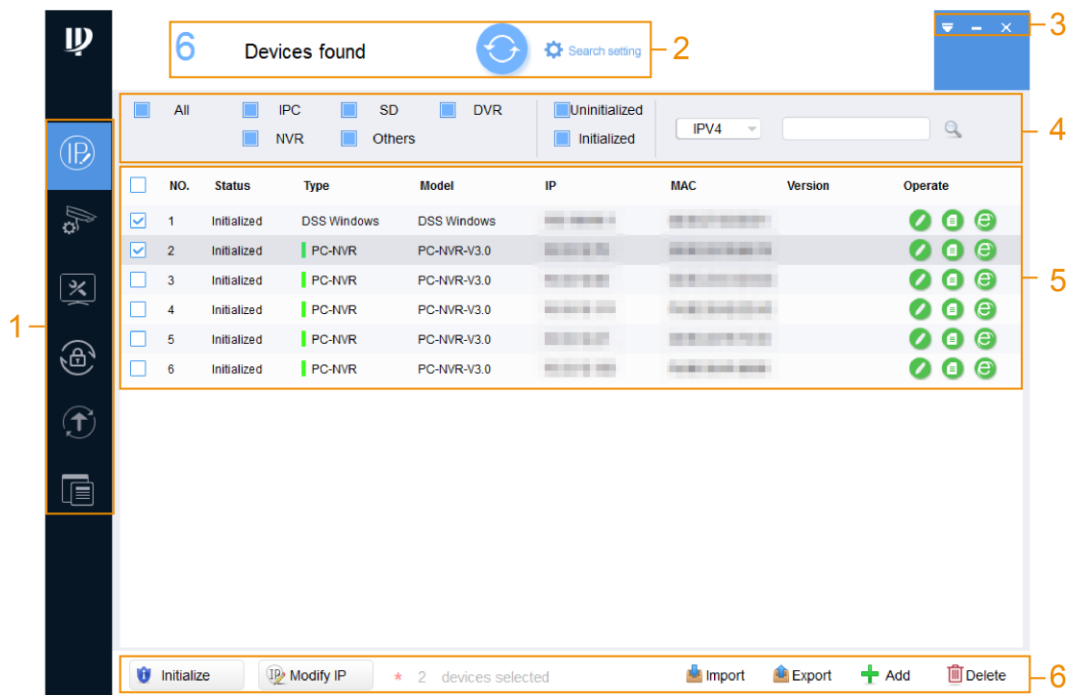 6 Devices found Search setting 2
3
All IPC SD DVR Uninitialized
NVR Others Initialized IPV4
4
NO. Status Type Model IP MAC Version Operate
1 Initialized DSS Windows DSS Windows
2 Initialized PC-NVR PC-NVR-V3.0
3 Initialized PC-NVR PC-NVR-V3.0
5
4 Initialized PC-NVR PC-NVR-V3.0
1
5 Initialized PC-NVR PC-NVR-V3.0
6 Initialized PC-NVR PC-NVR-V3.0
Initialize Modify IP * 2 devices selected Import Export Add Delete 6